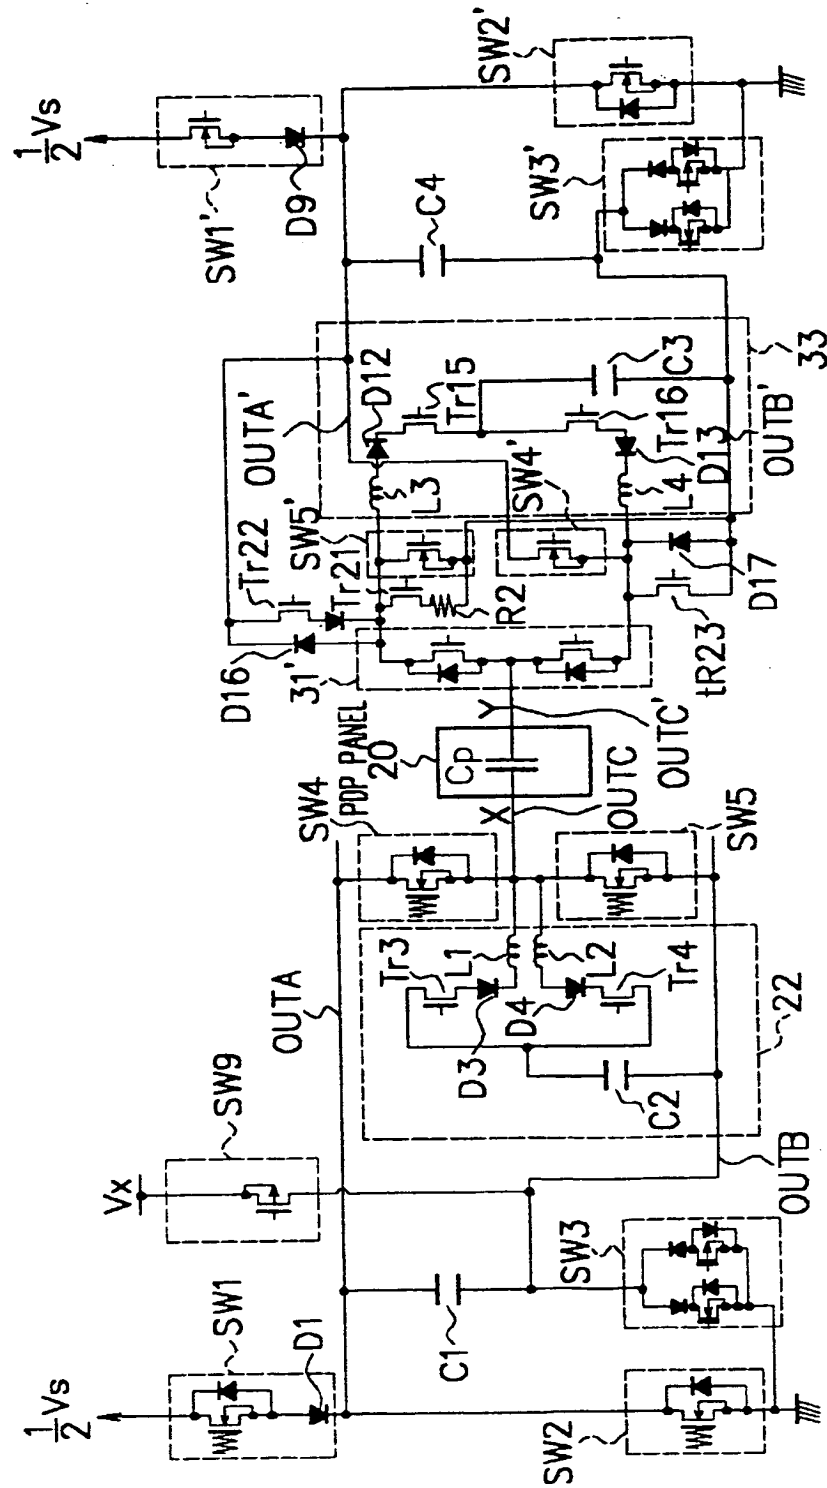 1/2 Vs
SW1
D1
SW2
Vx
SW9
C1
SW3
OUTA
OUTB
22
Tr3
L1
L2
Tr4
D3
D4
C2
SW4
SW5
PDP PANEL
20
Cp
X
Y
OUTC
OUTC'
31'
D16
Tr22
Tr21
SW5'
R2
SW4'
tR23
D17
OUTA'
L3
D12
Tr15
C3
Tr16
D13
L4
OUTB'
33
1/2 Vs
SW1'
D9
C4
SW3'
SW2'